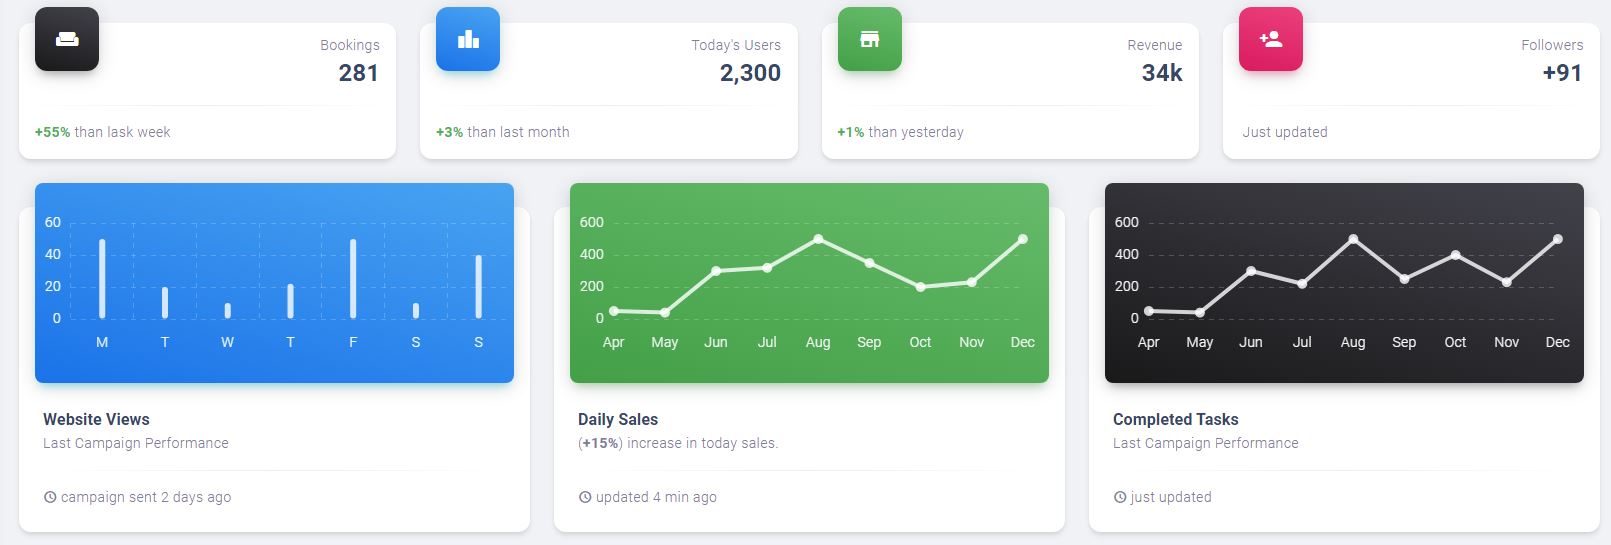 Bookings
281
+55% than lask week
Today's Users
2,300
+3% than last month
Revenue
34k
+1% than yesterday
Followers
+91
Just updated
60
40
20
0
M T W T F S S
Website Views
Last Campaign Performance
campaign sent 2 days ago
600
400
200
0
Apr May Jun Jul Aug Sep Oct Nov Dec
Daily Sales
(+15%) increase in today sales.
updated 4 min ago
600
400
200
0
Apr May Jun Jul Aug Sep Oct Nov Dec
Completed Tasks
Last Campaign Performance
just updated